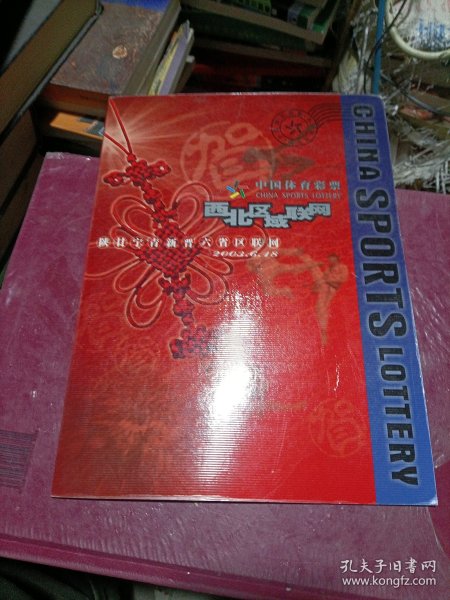 中国体育彩票
CHINA SPORTS LOTTERY
西北区域联网
陕甘宁青新晋六省区联网
2003.6.18
CHINA SPORTS LOTTERY
孔夫子旧书网
www.kongfz.com